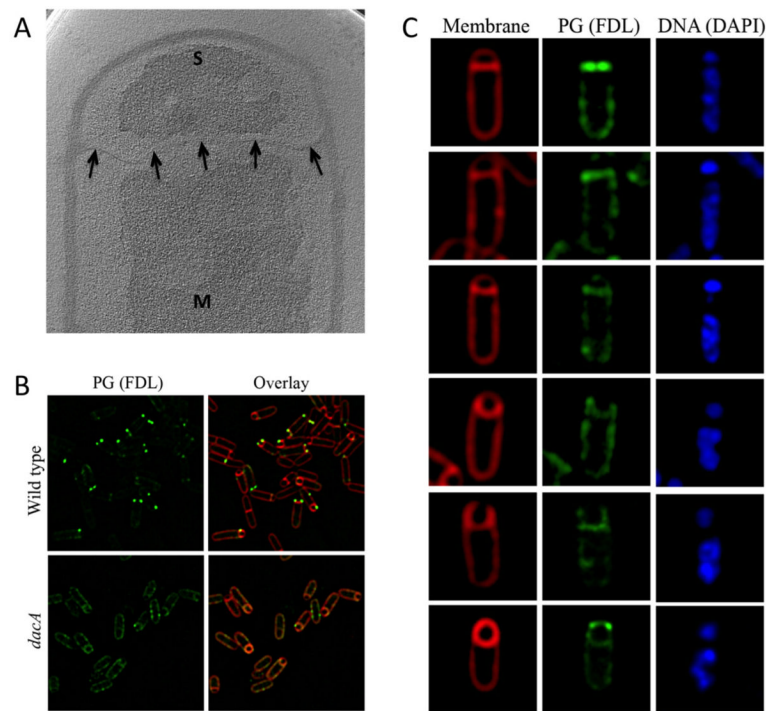 A
S
M
B
PG (FDL)
Overlay
Wild type
dacA
C
Membrane
PG (FDL)
DNA (DAPI)